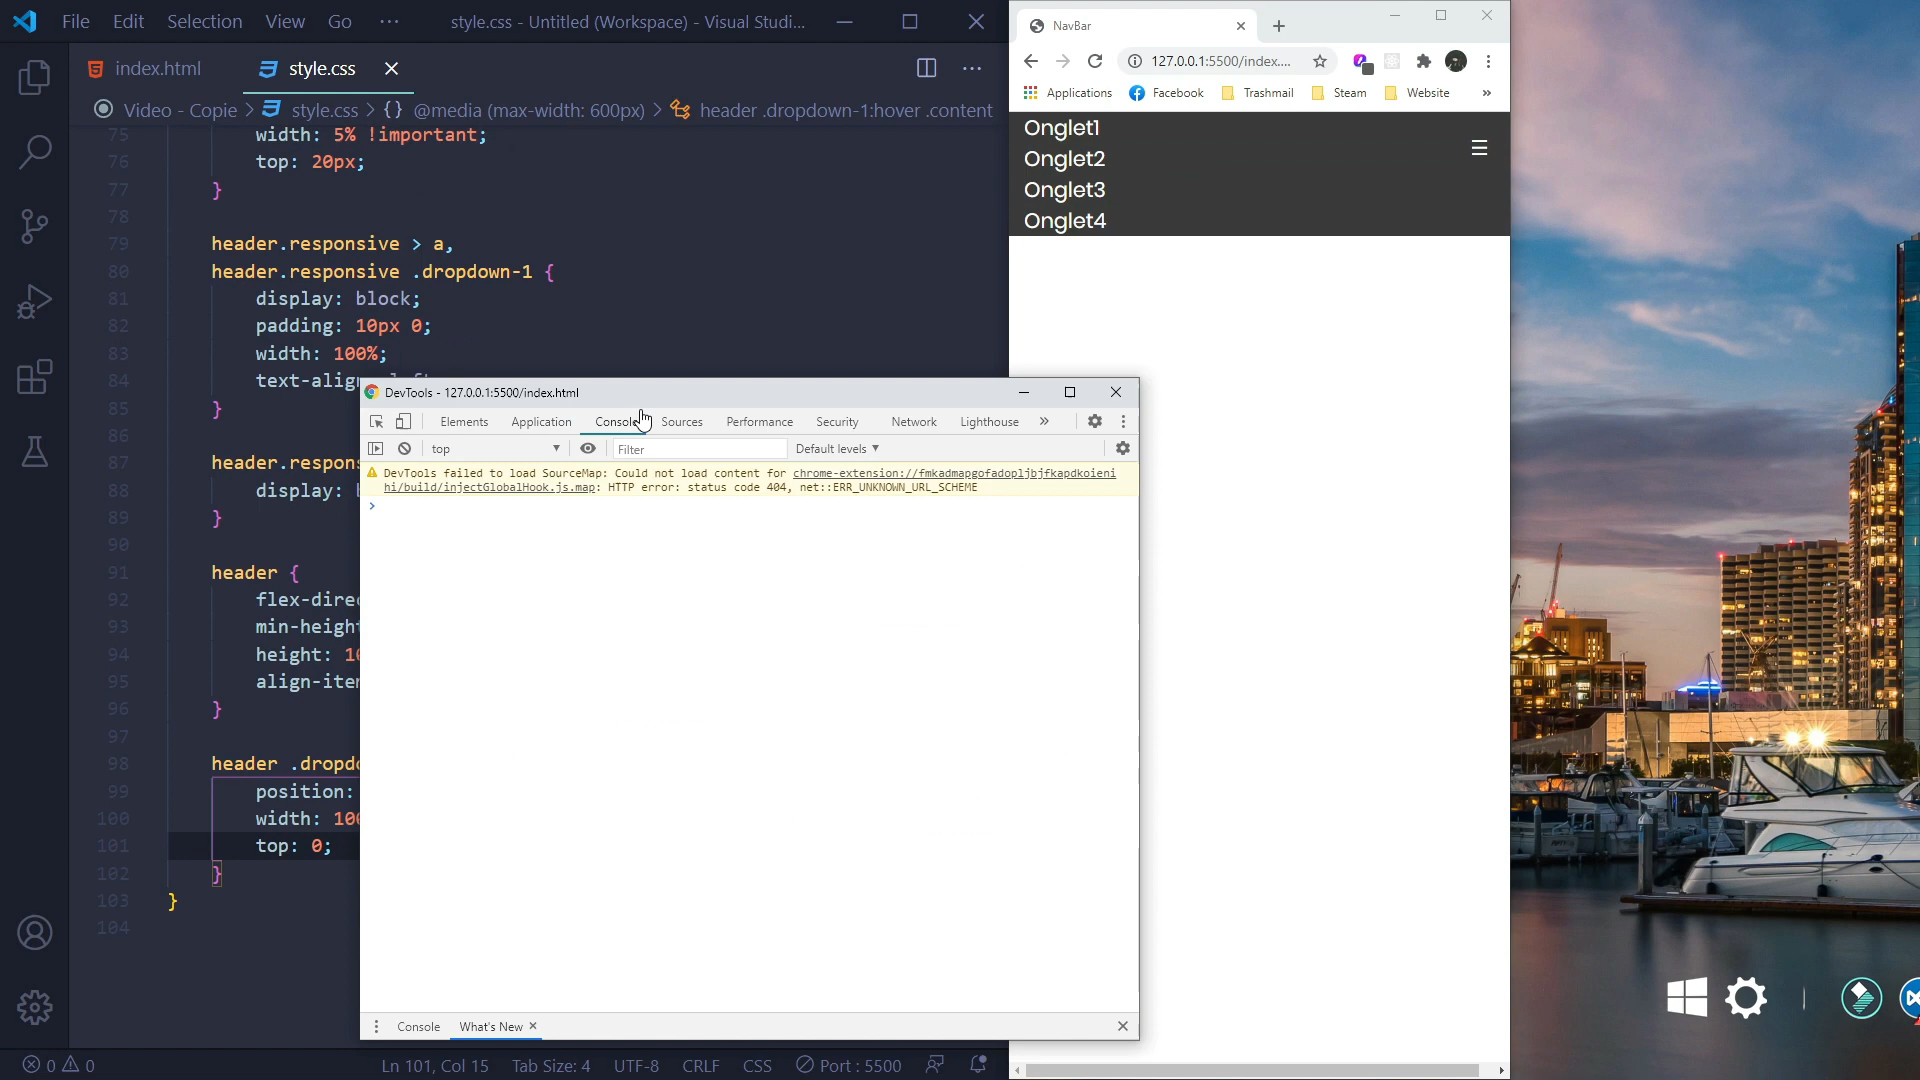 File Edit Selection View Go ··· style.css - Untitled (Workspace) - Visual Studi...
index.html style.css
Video - Copie > style.css > {} @media (max-width: 600px) > header .dropdown-1:hover .content
75 width: 5% !important;
76 top: 20px;
77 }
78
79 header.responsive > a,
80 header.responsive .dropdown-1 {
81 display: block;
82 padding: 10px 0;
83 width: 100%;
84 text-align
85 }
86
87 header.respons
88 display:
89 }
90
91 header {
92 flex-direc
93 min-height
94 height: 10
95 align-item
96 }
97
98 header .dropdo
99 position:
100 width: 100
101 top: 0;
102 }
103 }
104
0 0 Ln 101, Col 15 Tab Size: 4 UTF-8 CRLF CSS Port : 5500
DevTools - 127.0.0.1:5500/index.html
Elements Application Console Sources Performance Security Network Lighthouse »
top Filter Default levels
DevTools failed to load SourceMap: Could not load content for chrome-extension://fmkadmapgofadopljbjfkapdkoieni
hi/build/injectGlobalHook.js.map: HTTP error: status code 404, net::ERR_UNKNOWN_URL_SCHEME
>
Console What's New
NavBar
127.0.0.1:5500/index....
Applications Facebook Trashmail Steam Website »
Onglet1
Onglet2
Onglet3
Onglet4